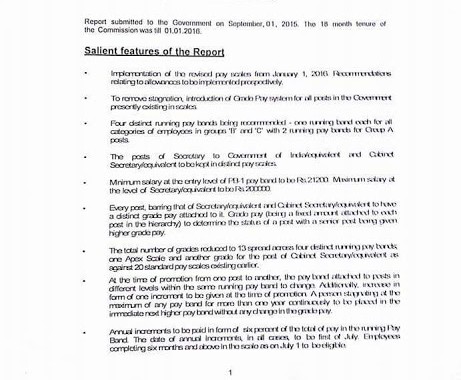 Report submitted to the Government on September, 01, 2015. The 18 month tenure of
the Commission was till 01.01.2016.
Salient features of the Report
• Implementation of the revised pay scales from January 1, 2016. Recommendations
relating to allowances to be implemented prospectively.
• To remove stagnation, introduction of Grade Pay system for all posts in the Government
presently existing in scales.
• Four distinct running pay bands being recommended - one running band each for all
categories of employees in groups 'B' and 'C' with 2 running pay bands for Group A
posts.
• The posts of Secretary to Government of India/equivalent and Cabinet
Secretary/equivalent to be kept in distinct pay scales.
• Minimum salary at the entry level of PB-1 pay band to be Rs.21200. Maximum salary at
the level of Secretary/equivalent to be Rs.200000.
• Every post, barring that of Secretary/equivalent and Cabinet Secretary/equivalent to have
a distinct grade pay attached to it. Grade pay (being a fixed amount attached to each
post in the hierarchy) to determine the status of a post with a senior post being given
higher grade pay.
• The total number of grades reduced to 13 spread across four distinct running pay bands;
one Apex Scale and another grade for the post of Cabinet Secretary/equivalent as
against 20 standard pay scales existing earlier.
• At the time of promotion from one post to another, the pay band attached to posts in
different levels within the same running pay band to change. Additionally, increase in
form of one increment to be given at the time of promotion. A person stagnating at the
maximum of any pay band for more than one year continuously to be placed in the
immediate next higher pay band without any change in the grade pay.
• Annual increments to be paid in form of six percent of the total of pay in the running Pay
Band. The date of annual increments, in all cases, to be first of July. Employees
completing six months and above in the scale as on July 1 to be eligible.
1